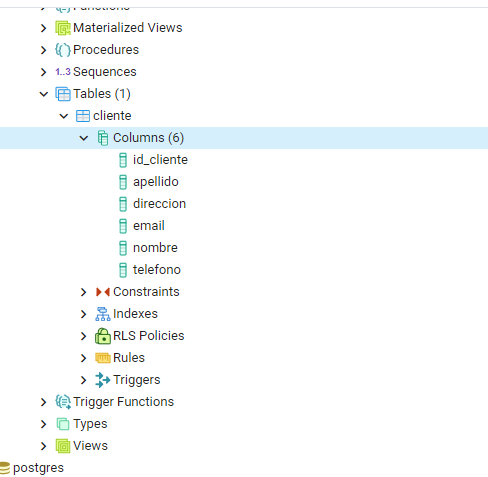 Functions
Materialized Views
Procedures
1..3 Sequences
Tables (1)
cliente
Columns (6)
id_cliente
apellido
direccion
email
nombre
telefono
Constraints
Indexes
RLS Policies
Rules
Triggers
Trigger Functions
Types
Views
postgres